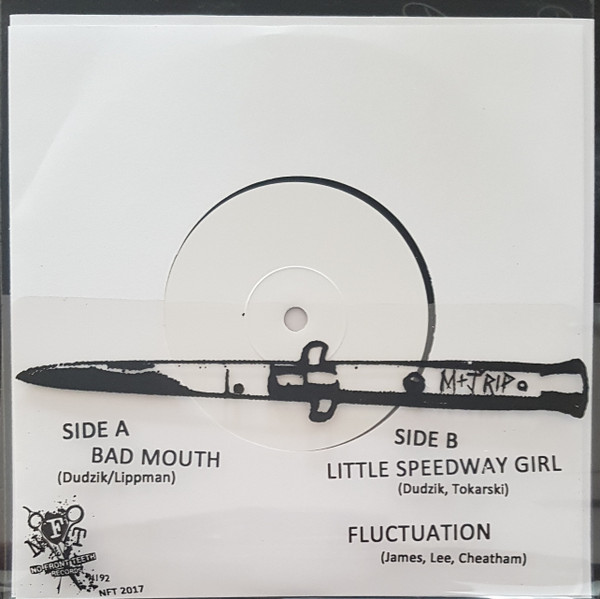 M+J RIP
SIDE A
BAD MOUTH
(Dudzik/Lippman)
SIDE B
LITTLE SPEEDWAY GIRL
(Dudzik, Tokarski)
FLUCTUATION
(James, Lee, Cheatham)
NFT
NO FRONT TEETH
RECORDS
NFT 2017